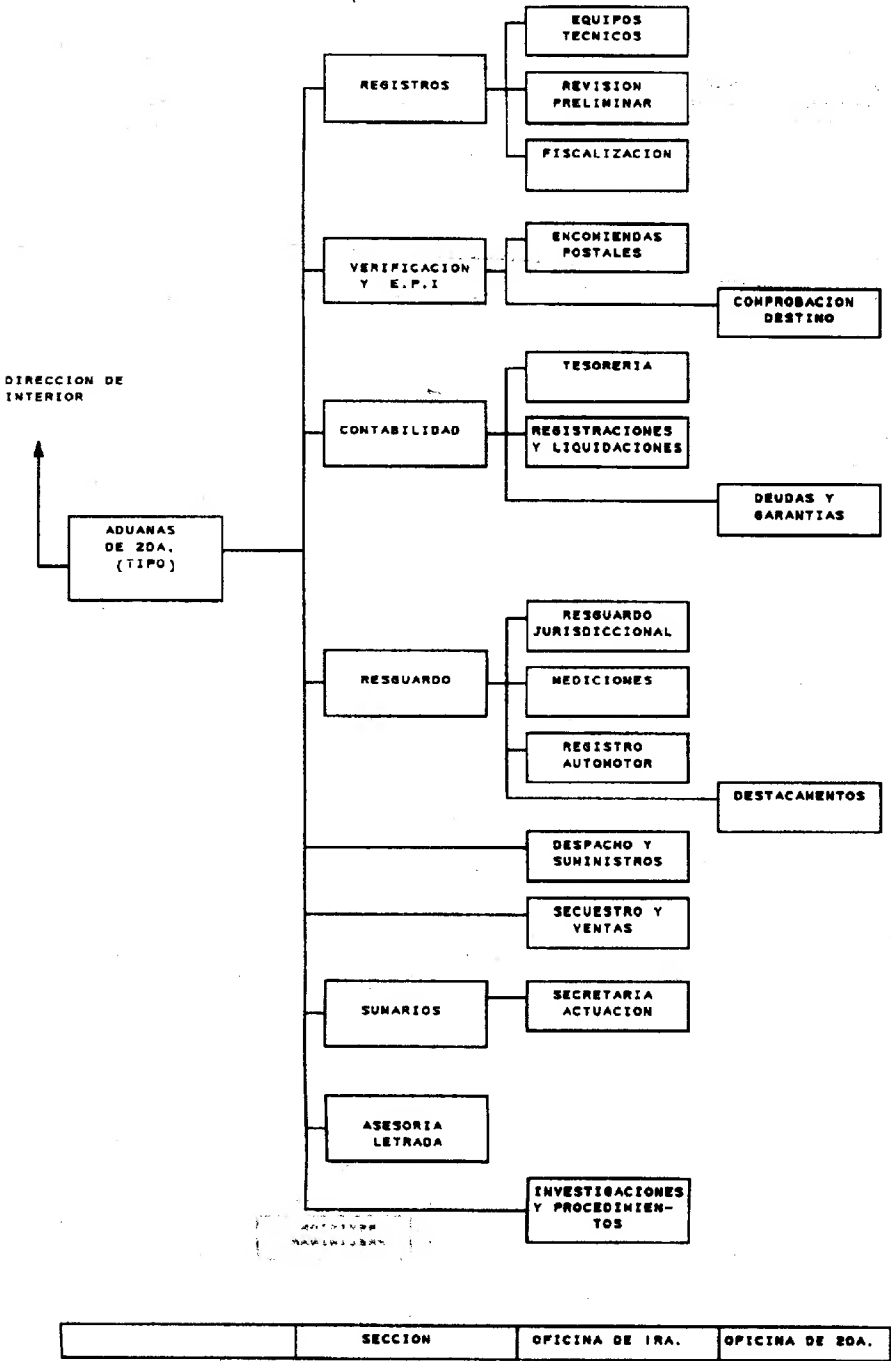 EQUIPOS
TECNICOS
REGISTROS
REVISION
PRELIMINAR
FISCALIZACION
ENCOMIENDAS
POSTALES
VERIFICACION
Y E.P.I
COMPROBACION
DESTINO
TESORERIA
DIRECCION DE
INTERIOR
CONTABILIDAD
REGISTRACIONES
Y LIQUIDACIONES
DEUDAS Y
GARANTIAS
ADUANAS
DE 2DA.
(TIPO)
RESGUARDO
JURISDICCIONAL
RESGUARDO
MEDICIONES
REGISTRO
AUTOMOTOR
DESTACAMENTOS
DESPACHO Y
SUMINISTROS
SECUESTRO Y
VENTAS
SUMARIOS
SECRETARIA
ACTUACION
ASESORIA
LETRADA
INVESTIGACIONES
Y PROCEDIMIEN-
TOS
SECCION
OFICINA DE 1RA.
OFICINA DE 2DA.